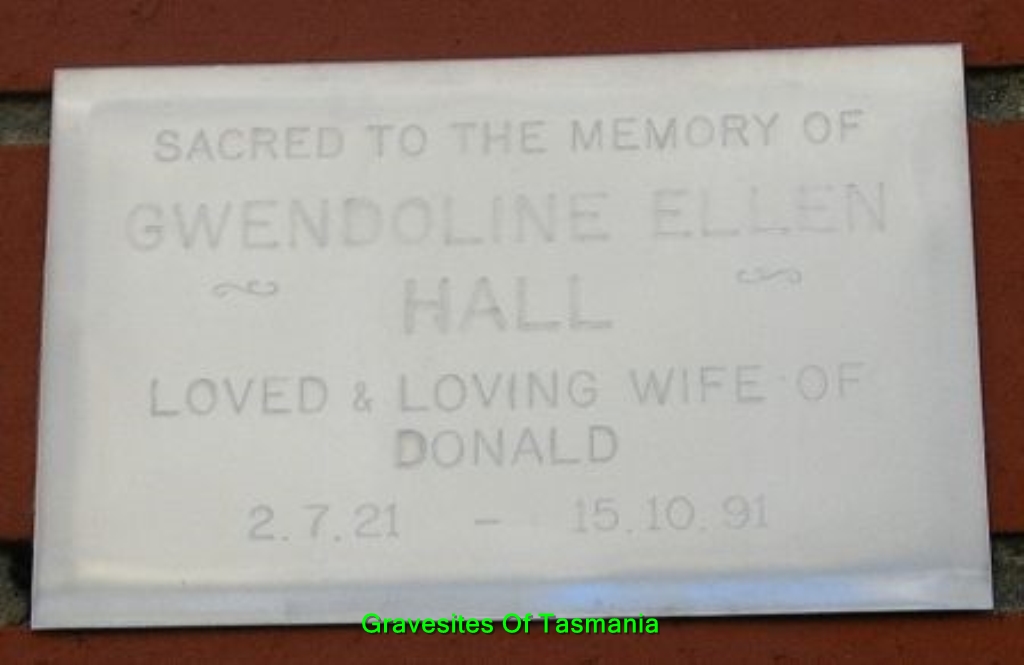 SACRED TO THE MEMORY OF
GWENDOLINE ELLEN
HALL
LOVED & LOVING WIFE OF
DONALD
2.7.21 - 15.10.91
Gravesites Of Tasmania